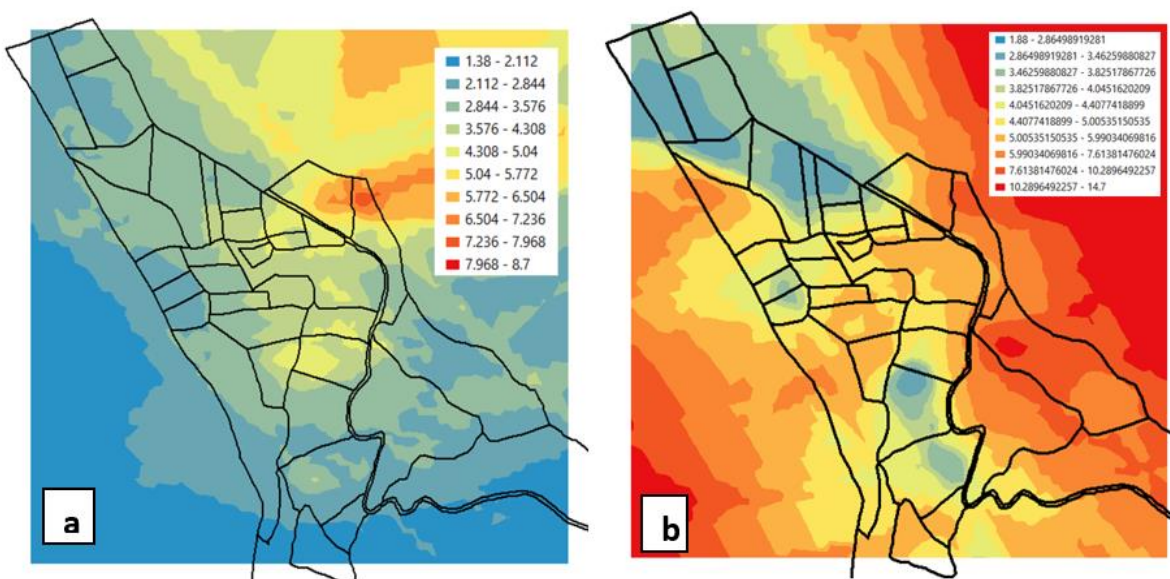 1.38 - 2.112
2.112 - 2.844
2.844 - 3.576
3.576 - 4.308
4.308 - 5.04
5.04 - 5.772
5.772 - 6.504
6.504 - 7.236
7.236 - 7.968
7.968 - 8.7
a
1.88 - 2.86498919281
2.86498919281 - 3.46259880827
3.46259880827 - 3.82517867726
3.82517867726 - 4.0451620209
4.0451620209 - 4.4077418899
4.4077418899 - 5.00535150535
5.00535150535 - 5.99034069816
5.99034069816 - 7.61381476024
7.61381476024 - 10.2896492257
10.2896492257 - 14.7
b